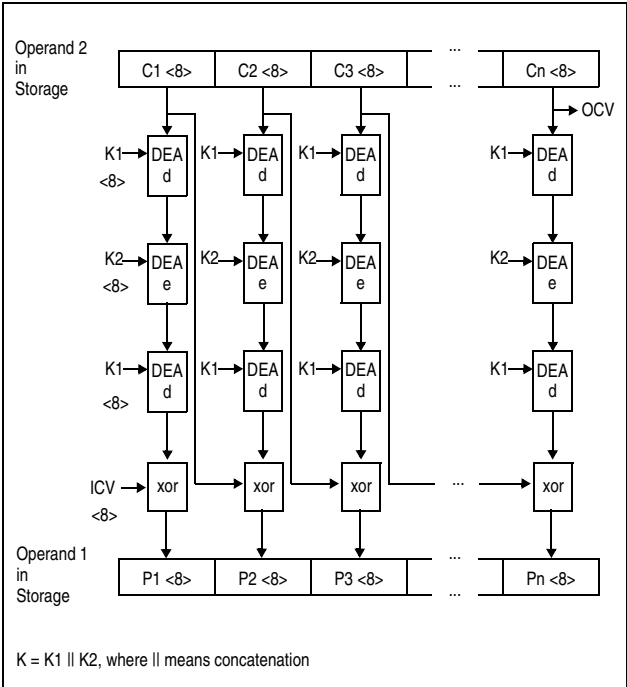 Operand 2
in
Storage
C1 <8> C2 <8> C3 <8> ... ... Cn <8>
OCV
K1 DEA d K1 DEA d K1 DEA d K1 DEA d
<8>
K2 DEA e K2 DEA e K2 DEA e K2 DEA e
<8>
K1 DEA d K1 DEA d K1 DEA d K1 DEA d
<8>
ICV xor xor xor ... xor
<8>
Operand 1
in
Storage
P1 <8> P2 <8> P3 <8> ... ... Pn <8>
K = K1 || K2, where || means concatenation